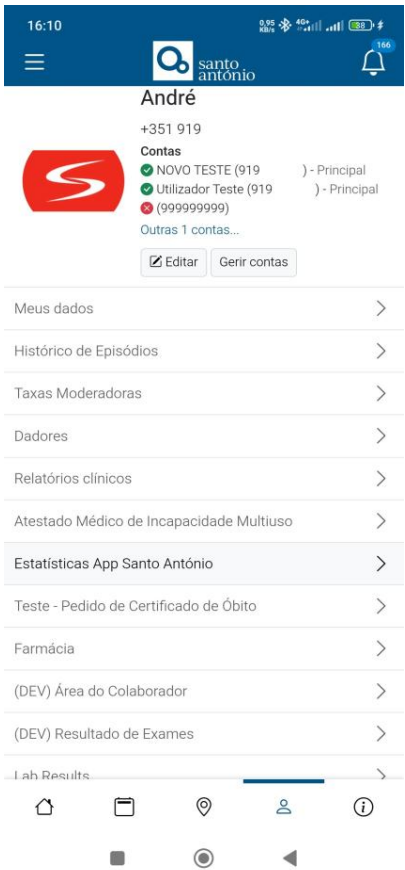 16:10
0,95 KB/s 4G+ 88
santo antónio
166
André
+351 919
Contas
NOVO TESTE (919 ) - Principal
Utilizador Teste (919 ) - Principal
(999999999)
Outras 1 contas...
Editar Gerir contas
Meus dados
Histórico de Episódios
Taxas Moderadoras
Dadores
Relatórios clínicos
Atestado Médico de Incapacidade Multiuso
Estatísticas App Santo António
Teste - Pedido de Certificado de Óbito
Farmácia
(DEV) Área do Colaborador
(DEV) Resultado de Exames
Lab Results